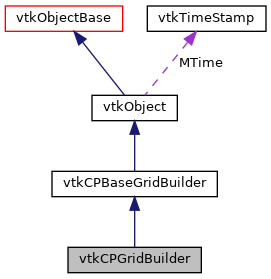 vtkObjectBase vtkTimeStamp
MTime
vtkObject
vtkCPBaseGridBuilder
vtkCPGridBuilder